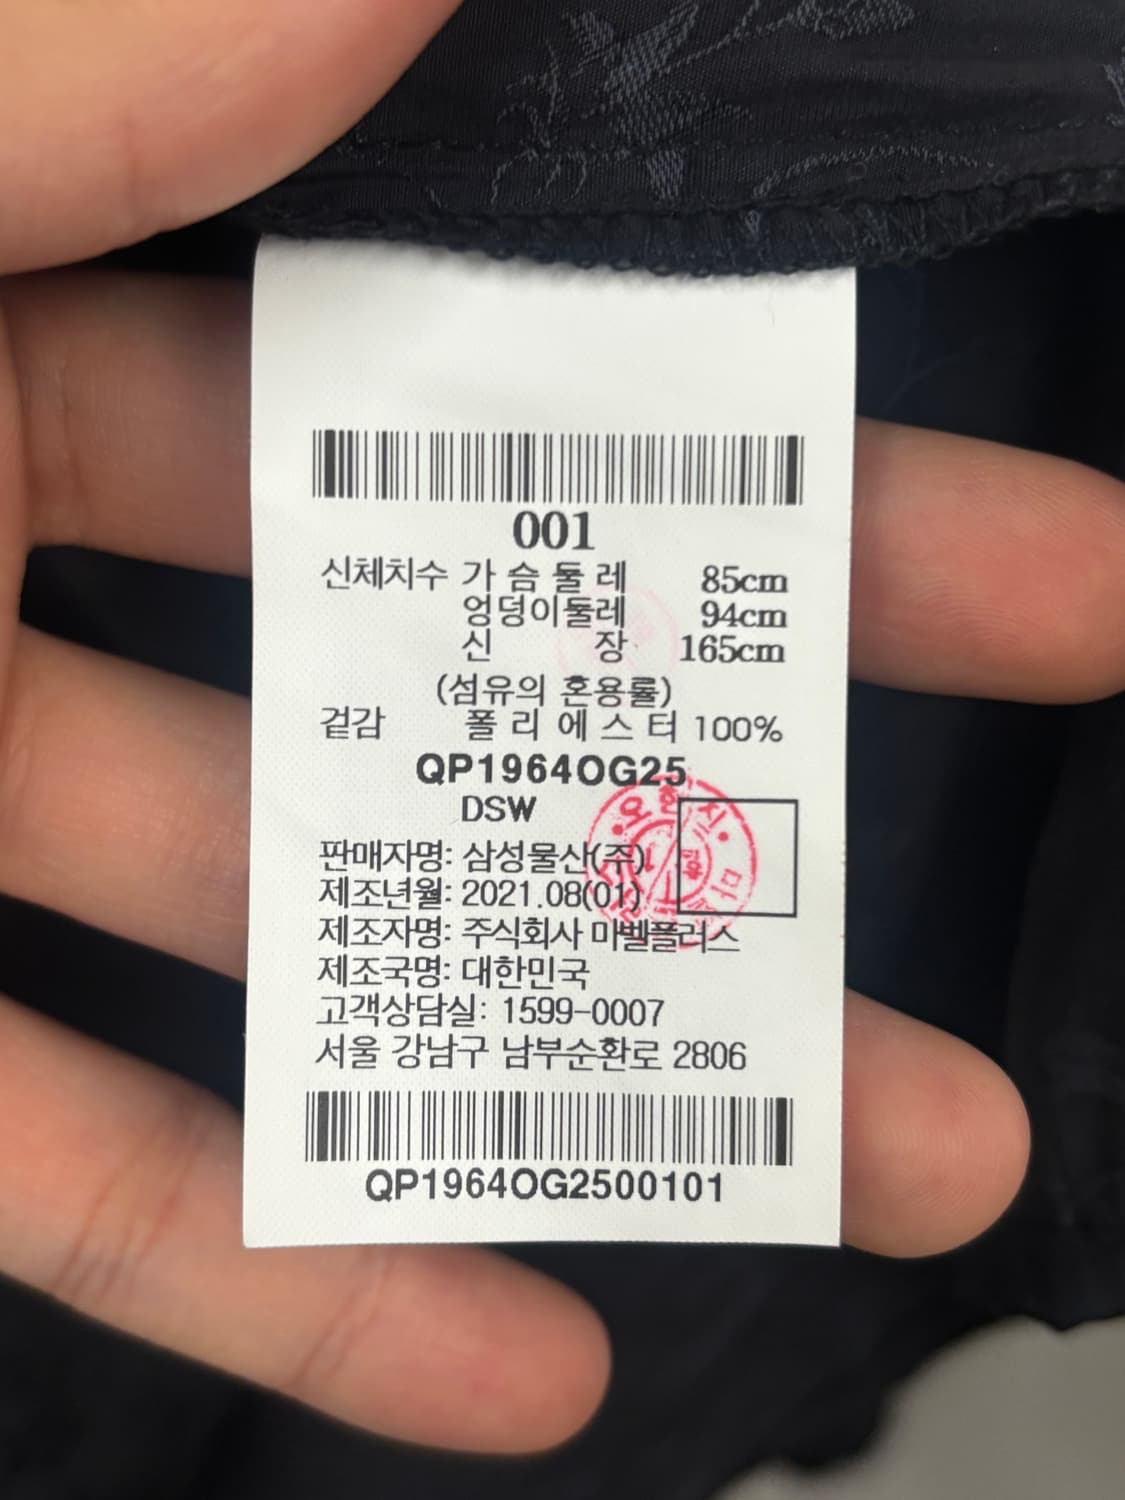 001
신체치수 가 슴 둘 레 85cm
엉덩이둘레 94cm
신 장 165cm
(섬유의 혼용률)
겉감 폴 리 에 스 터 100%
QP1964OG25
DSW
판매자명: 삼성물산(주)
제조년월: 2021.08(01)
제조자명: 주식회사 마벨플러스
제조국명: 대한민국
고객상담실: 1599-0007
서울 강남구 남부순환로 2806
QP1964OG2500101